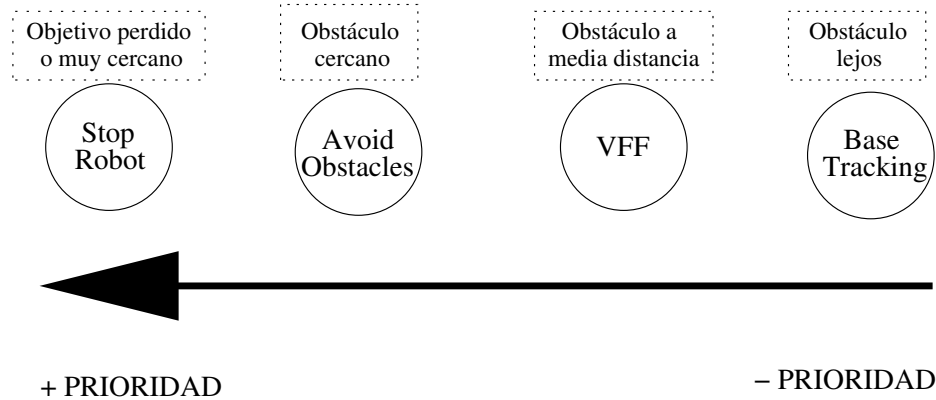 Objetivo perdido
o muy cercano
Obstáculo
cercano
Obstáculo a
media distancia
Obstáculo
lejos
Stop
Robot
Avoid
Obstacles
VFF
Base
Tracking
+ PRIORIDAD
− PRIORIDAD